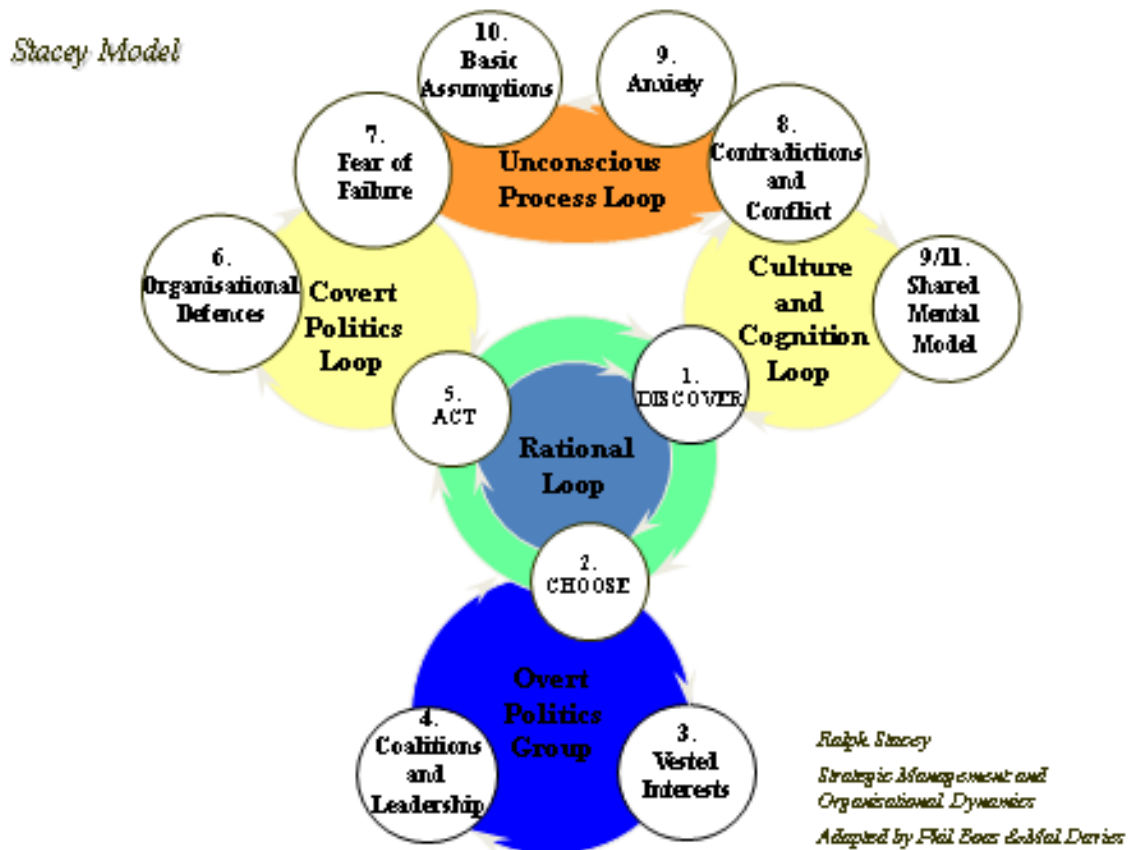 Stacey Model
10.
Basic
Assumptions
9.
Anxiety
7.
Fear of
Failure
Unconscious
Process Loop
8.
Contradictions
and
Conflict
6.
Organisational
Defences
Covert
Politics
Loop
Culture
and
Cognition
Loop
9/11.
Shared
Mental
Model
5.
ACT
1.
DISCOVER
Rational
Loop
2.
CHOOSE
Overt
Politics
Group
4.
Coalitions
and
Leadership
3.
Vested
Interests
Ralph Stacey
Strategic Management and
Organisational Dynamics
Adapted by Phil Boas & Mal Davies